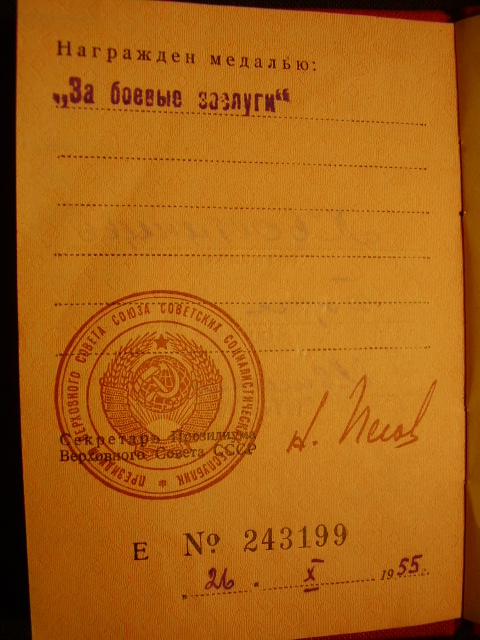 Награжден медалью:
„За боевые заслуги“
ПРЕЗИДИУМ ВЕРХОВНОГО СОВЕТА СОЮЗА СОВЕТСКИХ СОЦИАЛИСТИЧЕСКИХ РЕСПУБЛИК
Секретарь Президиума
Верховного Совета СССР
Н. Пегов
Е № 243199
26 . X 1955 г.